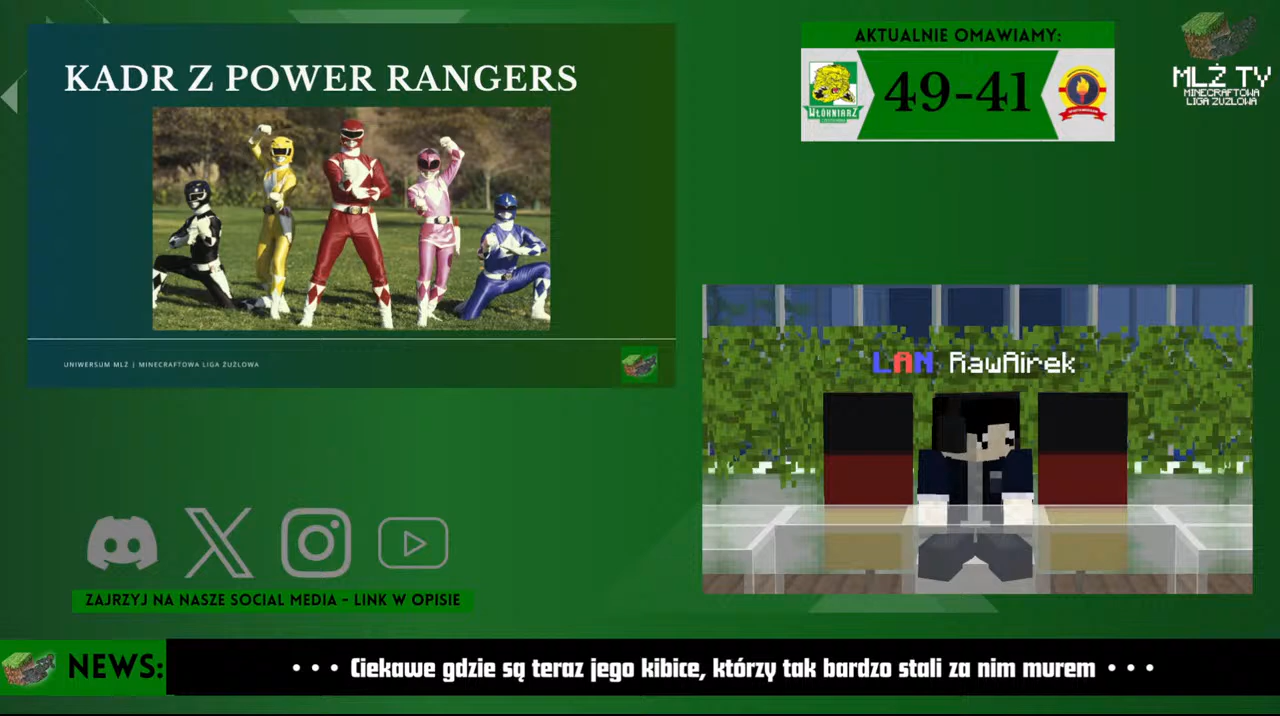 KADR Z POWER RANGERS
UNIWERSUM MLŻ | MINECRAFTOWA LIGA ŻUŻLOWA
AKTUALNIE OMAWIAMY:
WŁÓKNIARZ
49-41
MLŻ TV
MINECRAFTOWA
LIGA ŻUŻLOWA
LAN RawAirek
ZAJRZYJ NA NASZE SOCIAL MEDIA - LINK W OPISIE
NEWS:
• • • Ciekawe gdzie są teraz jego kibice, którzy tak bardzo stali za nim murem • • •